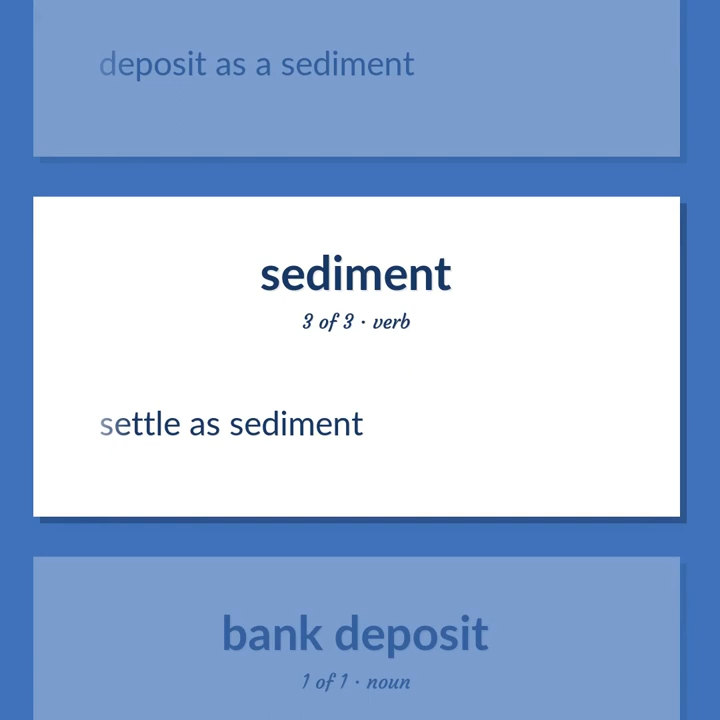 deposit as a sediment
sediment
3 of 3 · verb
settle as sediment
bank deposit
1 of 1 · noun